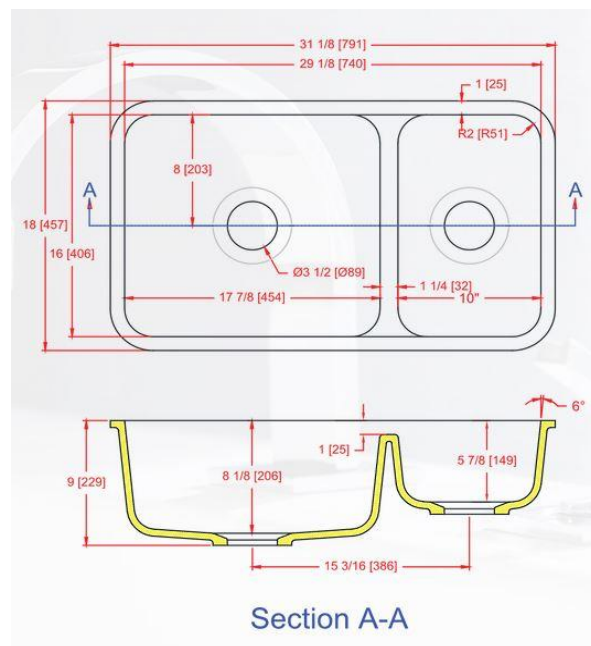 31 1/8 [791]
29 1/8 [740]
1 [25]
R2 [R51]
8 [203]
A
A
18 [457]
16 [406]
Ø3 1/2 [Ø89]
17 7/8 [454]
1 1/4 [32]
10"
6°
1 [25]
9 [229]
8 1/8 [206]
5 7/8 [149]
15 3/16 [386]
Section A-A